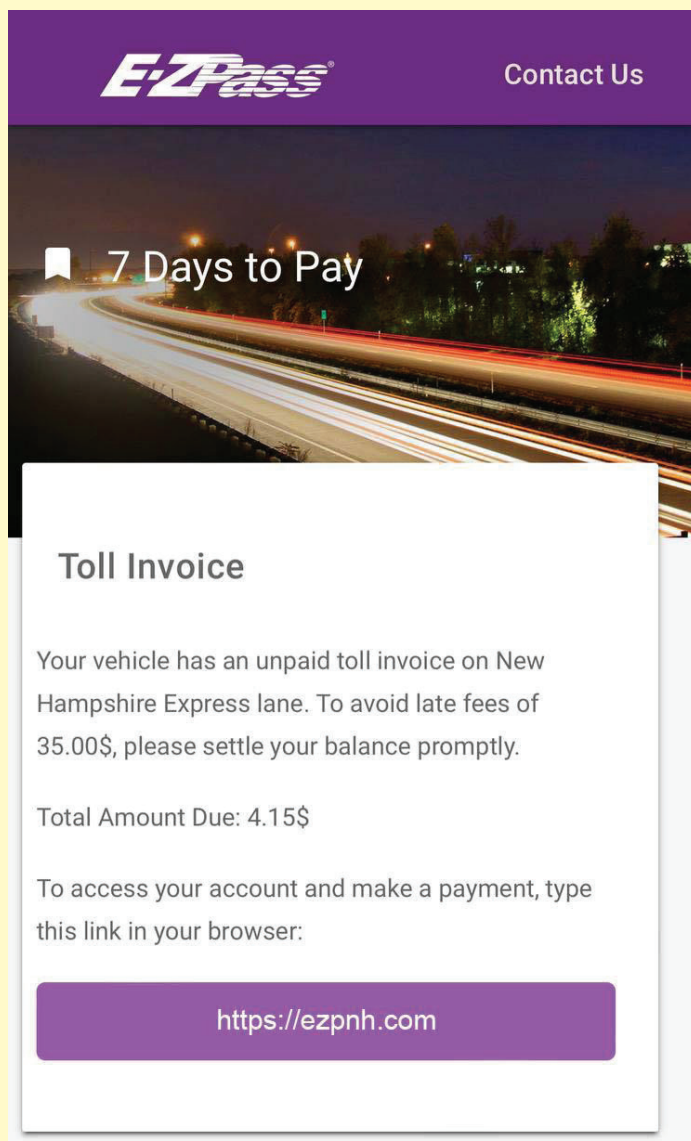 E-ZPass®
Contact Us
7 Days to Pay
Toll Invoice
Your vehicle has an unpaid toll invoice on New
Hampshire Express lane. To avoid late fees of
35.00$, please settle your balance promptly.
Total Amount Due: 4.15$
To access your account and make a payment, type
this link in your browser:
https://ezpnh.com